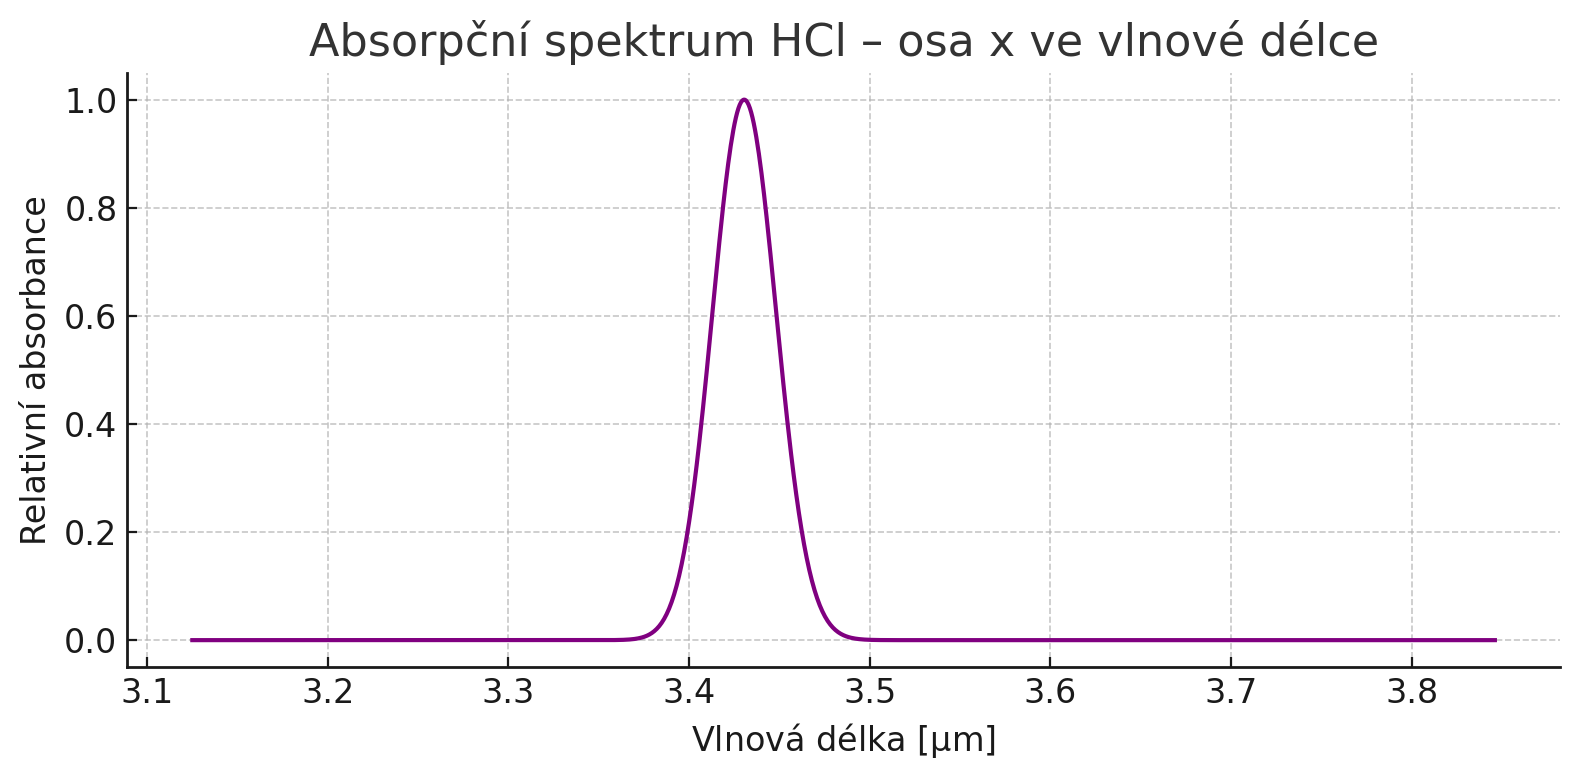 Absorpční spektrum HCl – osa x ve vlnové délce
Relativní absorbance
1.0
0.8
0.6
0.4
0.2
0.0
3.1 3.2 3.3 3.4 3.5 3.6 3.7 3.8
Vlnová délka [μm]